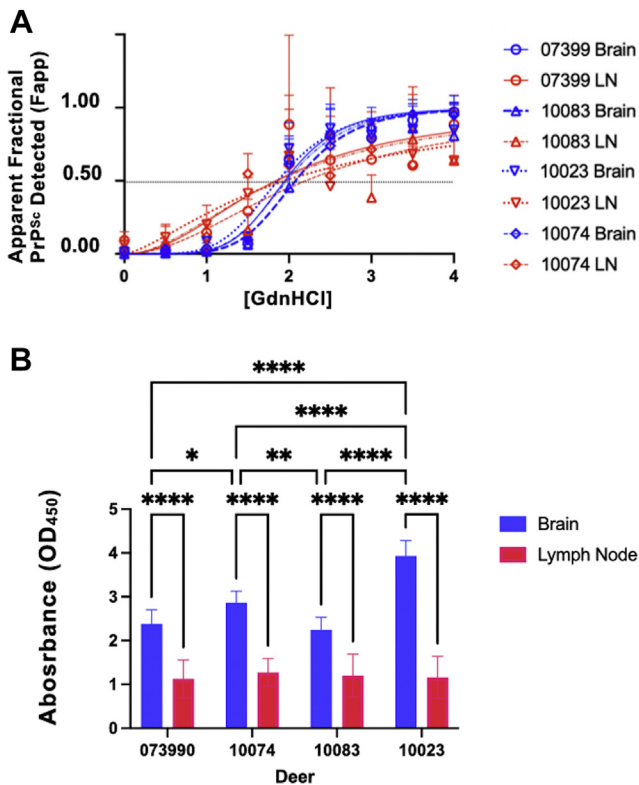 A
Apparent Fractional
PrPSc Detected (Fapp)
1.00
0.50
0.00
0 1 2 3 4
[GdnHCl]
07399 Brain
07399 LN
10083 Brain
10083 LN
10023 Brain
10023 LN
10074 Brain
10074 LN
B
****
****
* ** ****
**** **** **** ****
Abosrbance (OD450)
5
4
3
2
1
0
073990 10074 10083 10023
Deer
Brain
Lymph Node